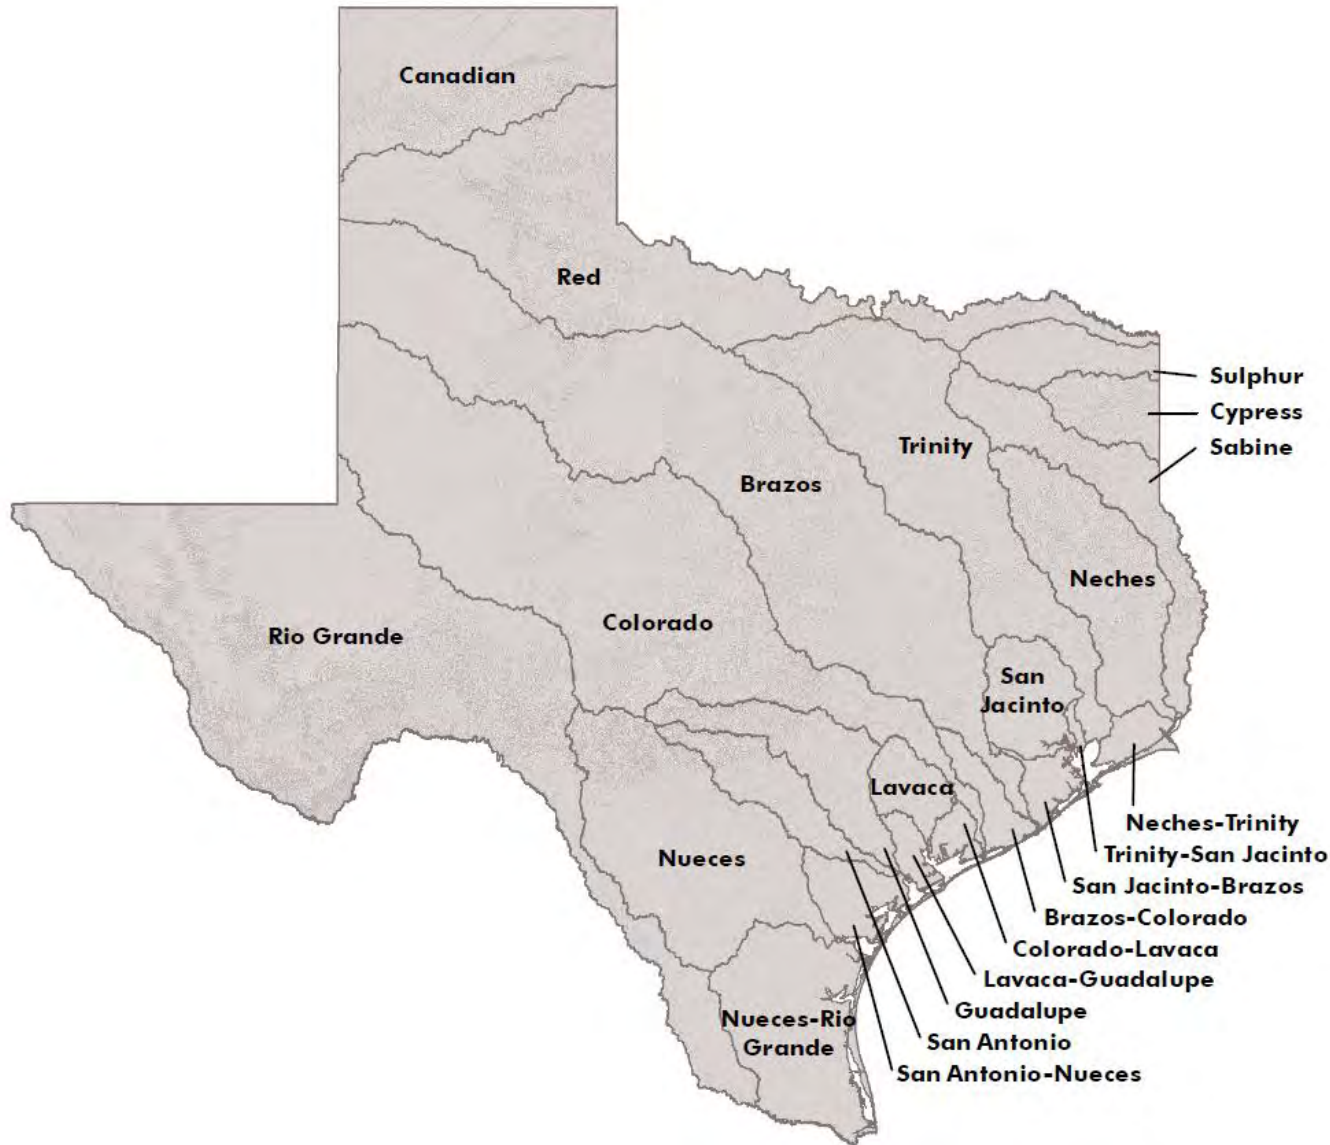 Canadian
Red
Sulphur
Cypress
Sabine
Trinity
Brazos
Neches
Colorado
Rio Grande
San
Jacinto
Lavaca
Nueces
Neches-Trinity
Trinity-San Jacinto
San Jacinto-Brazos
Brazos-Colorado
Colorado-Lavaca
Lavaca-Guadalupe
Guadalupe
San Antonio
San Antonio-Nueces
Nueces-Rio
Grande